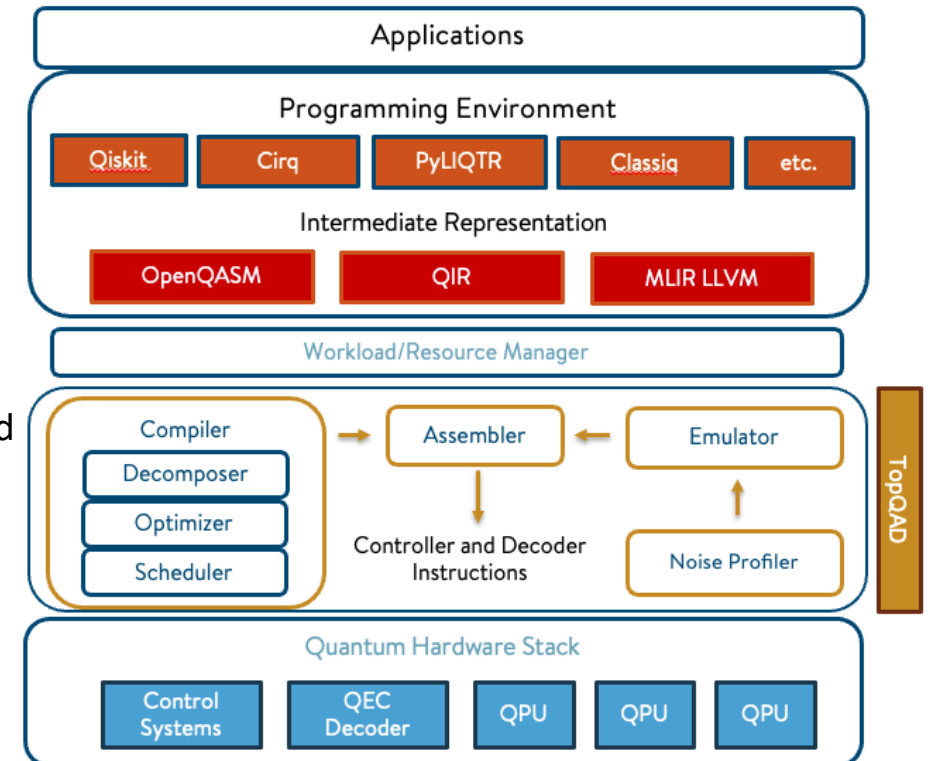 Applications
Programming Environment
Qiskit
Cirq
PyLIQTR
Classiq
etc.
Intermediate Representation
OpenQASM
QIR
MLIR LLVM
Workload/Resource Manager
d
Compiler
Decomposer
Optimizer
Scheduler
Assembler
Controller and Decoder
Instructions
Emulator
Noise Profiler
TopQAD
Quantum Hardware Stack
Control
Systems
QEC
Decoder
QPU
QPU
QPU